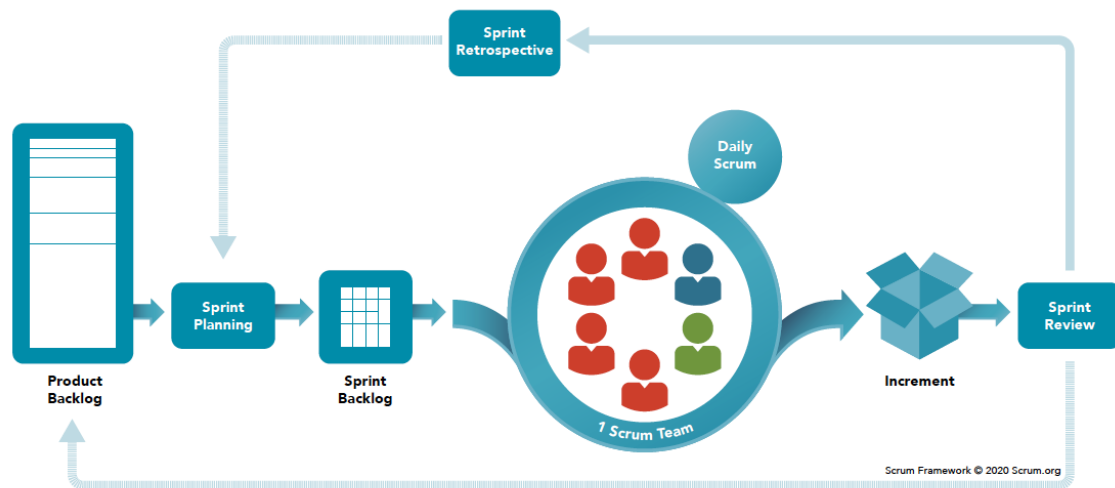 Sprint
Retrospective
Daily
Scrum
Sprint
Planning
Sprint
Review
Product
Backlog
Sprint
Backlog
1 Scrum Team
Increment
Scrum Framework © 2020 Scrum.org